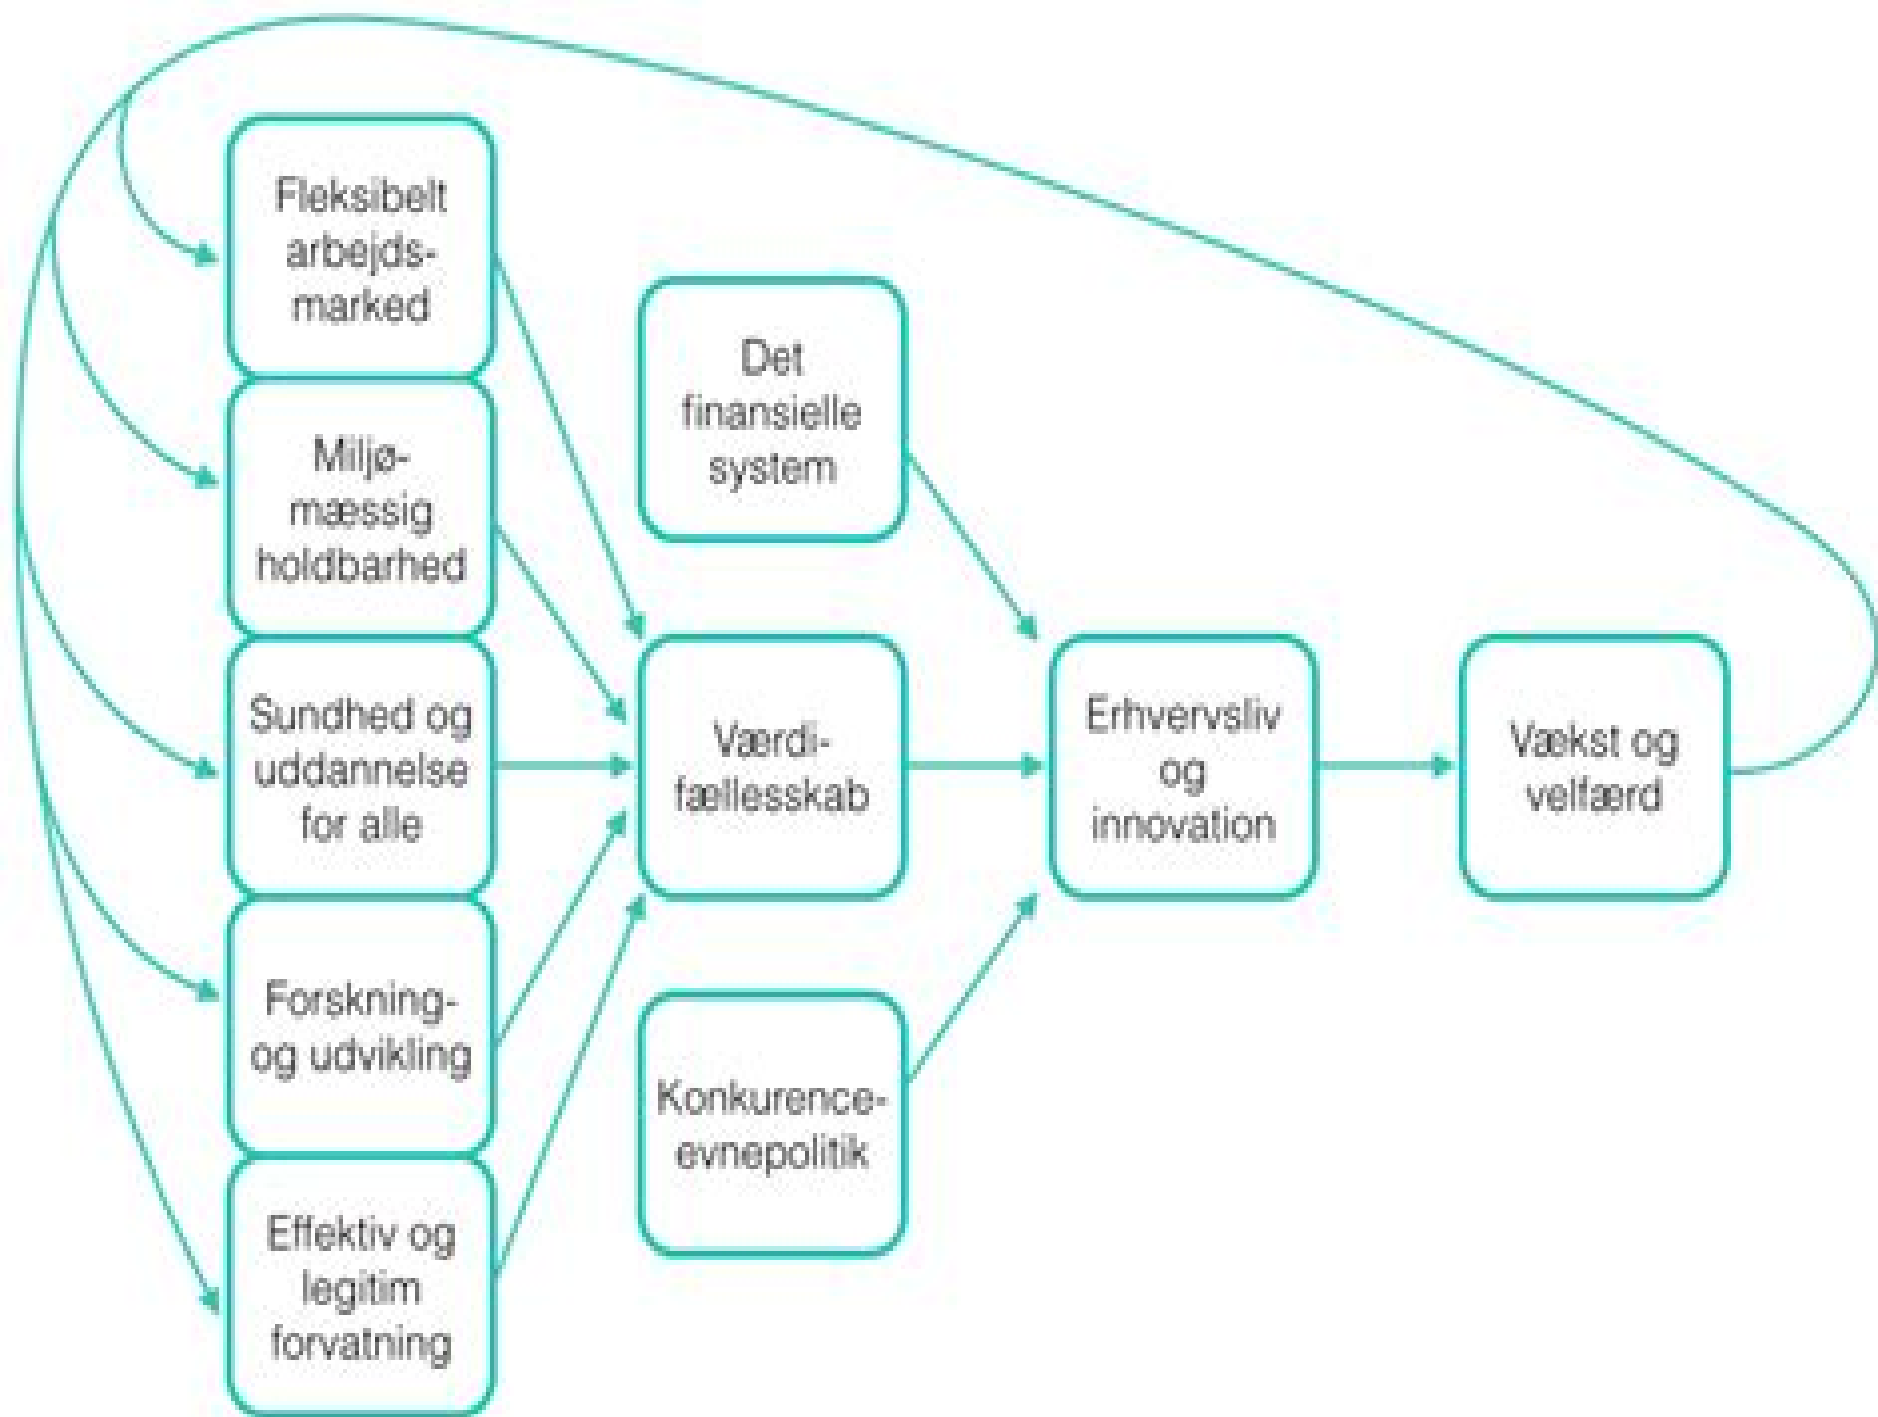 Fleksibelt
arbejds-
marked
Miljø-
mæssig
holdbarhed
Sundhed og
uddannelse
for alle
Forskning-
og udvikling
Effektiv og
legitim
forvatning
Det
finansielle
system
Værdi-
fællesskab
Konkurence-
evnepolitik
Erhvervsliv
og
innovation
Vækst og
velfærd